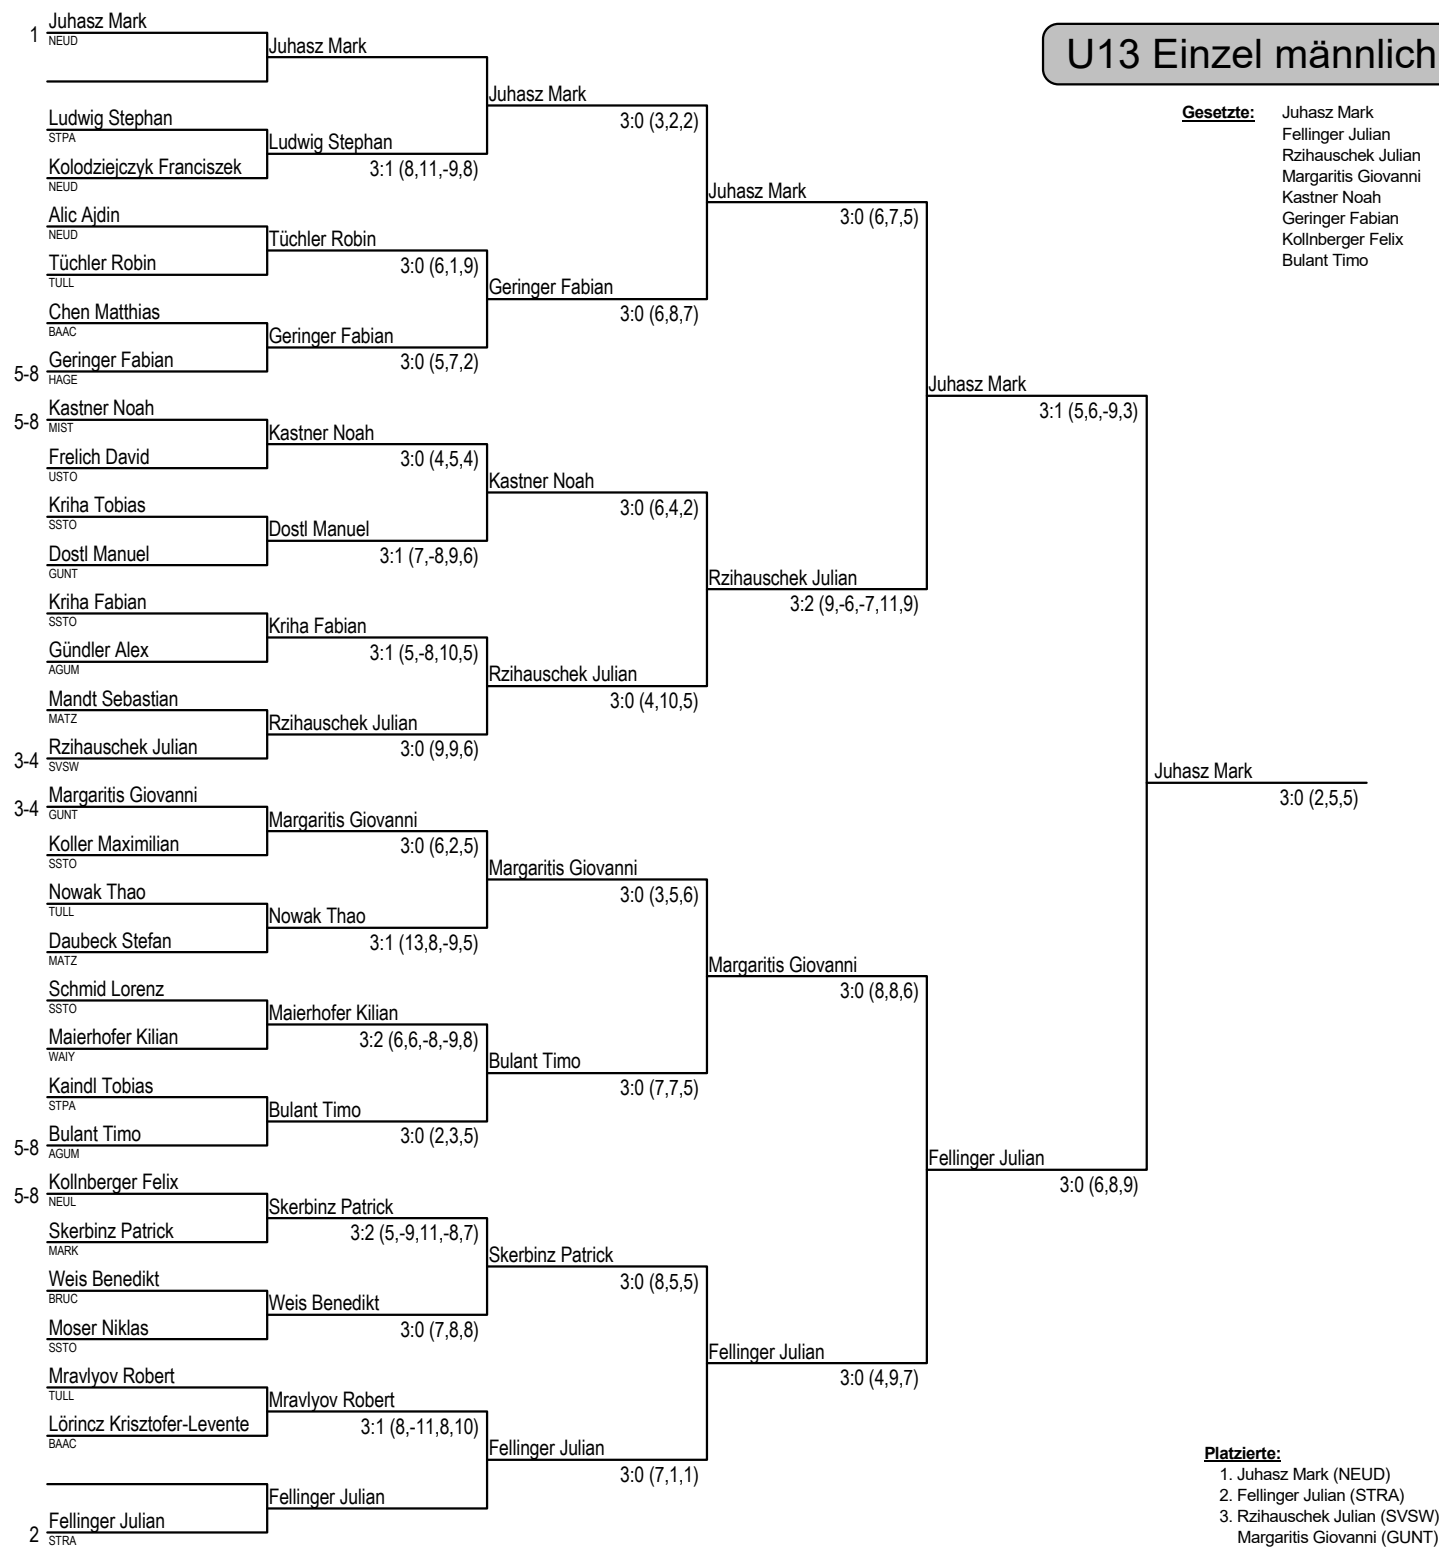 U13 Einzel männlich
Gesetzte: Juhasz Mark
Fellinger Julian
Rzihauschek Julian
Margaritis Giovanni
Kastner Noah
Geringer Fabian
Kollnberger Felix
Bulant Timo
1 Juhasz Mark
NEUD
Ludwig Stephan
STPA
Kolodziejczyk Franciszek
NEUD
Alic Ajdin
NEUD
Tüchler Robin
TULL
Chen Matthias
BAAC
5-8 Geringer Fabian
HAGE
5-8 Kastner Noah
MIST
Frelich David
USTO
Kriha Tobias
SSTO
Dostl Manuel
GUNT
Kriha Fabian
SSTO
Gündler Alex
AGUM
Mandt Sebastian
MATZ
3-4 Rzihauschek Julian
SVSW
3-4 Margaritis Giovanni
GUNT
Koller Maximilian
SSTO
Nowak Thao
TULL
Daubeck Stefan
MATZ
Schmid Lorenz
SSTO
Maierhofer Kilian
WAIY
Kaindl Tobias
STPA
5-8 Bulant Timo
AGUM
5-8 Kollnberger Felix
NEUL
Skerbinz Patrick
MARK
Weis Benedikt
BRUC
Moser Niklas
SSTO
Mravlyov Robert
TULL
Lörincz Krisztofer-Levente
BAAC
2 Fellinger Julian
STRA
Juhasz Mark
Ludwig Stephan
3:1 (8,11,-9,8)
Tüchler Robin
3:0 (6,1,9)
Geringer Fabian
3:0 (5,7,2)
Kastner Noah
3:0 (4,5,4)
Dostl Manuel
3:1 (7,-8,9,6)
Kriha Fabian
3:1 (5,-8,10,5)
Rzihauschek Julian
3:0 (9,9,6)
Margaritis Giovanni
3:0 (6,2,5)
Nowak Thao
3:1 (13,8,-9,5)
Maierhofer Kilian
3:2 (6,6,-8,-9,8)
Bulant Timo
3:0 (2,3,5)
Skerbinz Patrick
3:2 (5,-9,11,-8,7)
Weis Benedikt
3:0 (7,8,8)
Mravlyov Robert
3:1 (8,-11,8,10)
Fellinger Julian
Juhasz Mark
3:0 (3,2,2)
Geringer Fabian
3:0 (6,8,7)
Kastner Noah
3:0 (6,4,2)
Rzihauschek Julian
3:0 (4,10,5)
Margaritis Giovanni
3:0 (3,5,6)
Bulant Timo
3:0 (7,7,5)
Skerbinz Patrick
3:0 (8,5,5)
Fellinger Julian
3:0 (7,1,1)
Juhasz Mark
3:0 (6,7,5)
Rzihauschek Julian
3:2 (9,-6,-7,11,9)
Margaritis Giovanni
3:0 (8,8,6)
Fellinger Julian
3:0 (4,9,7)
Juhasz Mark
3:1 (5,6,-9,3)
Fellinger Julian
3:0 (6,8,9)
Juhasz Mark
3:0 (2,5,5)
Platzierte:
1. Juhasz Mark (NEUD)
2. Fellinger Julian (STRA)
3. Rzihauschek Julian (SVSW)
Margaritis Giovanni (GUNT)